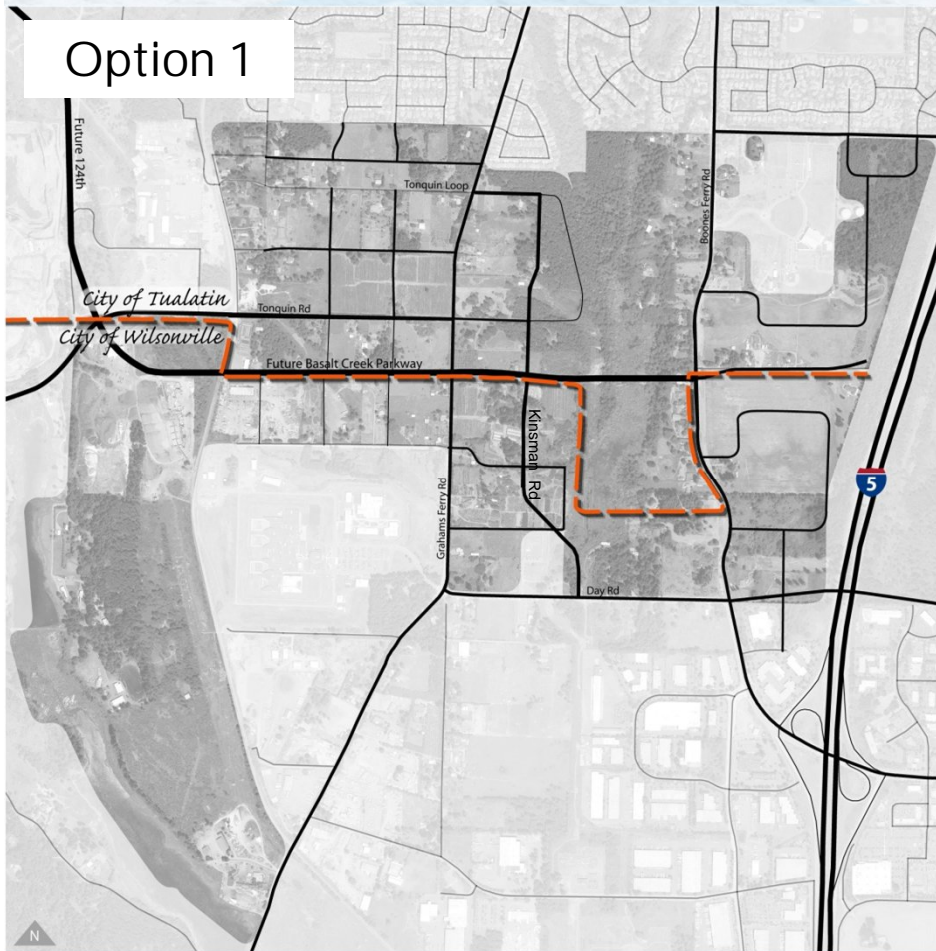 Option 1
Future 124th
Tonquin Loop
Boones Ferry Rd
City of Tualatin
Tonquin Rd
City of Wilsonville
Future Basalt Creek Parkway
Kinsman Rd
Grahams Ferry Rd
5
Day Rd
N